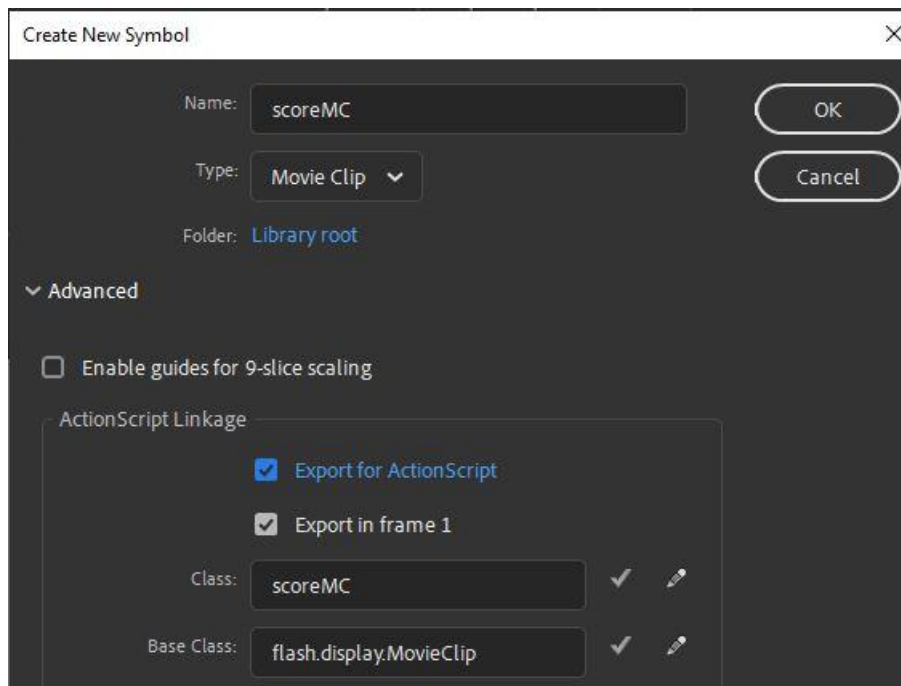 Create New Symbol
Name: scoreMC
OK
Type: Movie Clip
Cancel
Folder: Library root
Advanced
Enable guides for 9-slice scaling
ActionScript Linkage
Export for ActionScript
Export in frame 1
Class: scoreMC
Base Class: flash.display.MovieClip